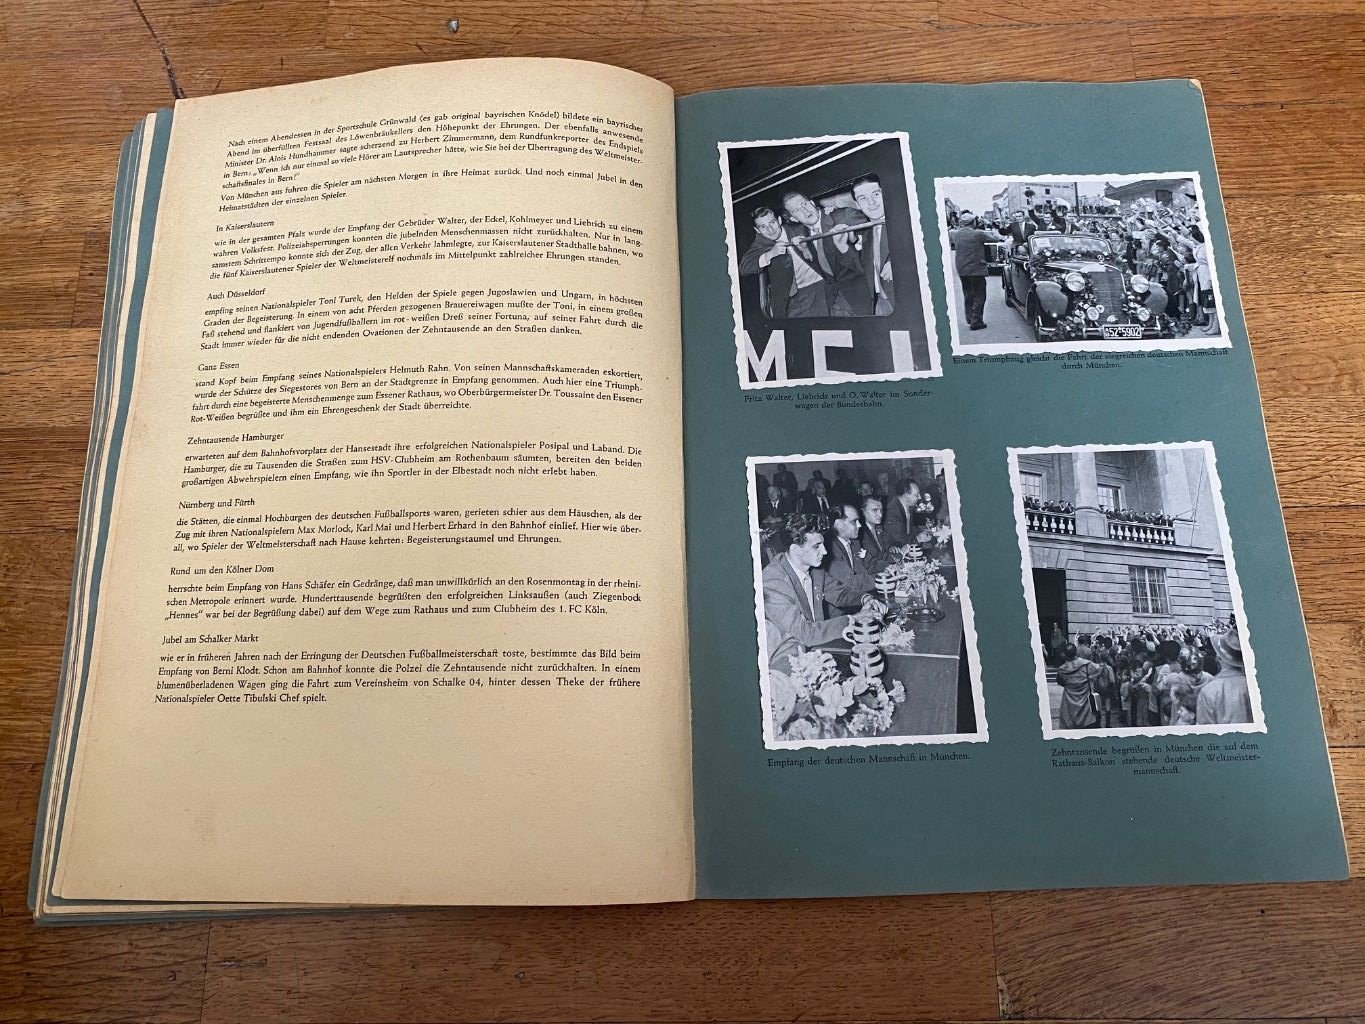 Nach einem Abendessen in der Sportschule Grünwald (es gab original bayrischen Knödel) bildete ein bayrischer
Abend im überfüllten Festsaal des Löwenbräukellers den Höhepunkt der Ehrungen. Der ebenfalls anwesende
Minister Dr. Alois Hundhammer sagte scherzend zu Herbert Zimmermann, dem Rundfunkreporter des Endspiels
in Bern: „Wenn ich nur einmal so viele Hörer am Lautsprecher hätte, wie Sie bei der Übertragung des Weltmeister-
schaftsfinales in Bern!"
Von München aus fuhren die Spieler am nächsten Morgen in ihre Heimat zurück. Und noch einmal Jubel in den
Heimatstädten der einzelnen Spieler.
In Kaiserslautern
wie in der gesamten Pfalz wurde der Empfang der Gebrüder Walter, der Eckel, Kohlmeyer und Liebrich zu einem
wahren Volksfest. Polizeiabsperrungen konnten die jubelnden Menschenmassen nicht zurückhalten. Nur in lang-
samstem Schrittempo konnte sich der Zug, der allen Verkehr lahmlegte, zur Kaiserslautener Stadthalle bahnen, wo
die fünf Kaiserslautener Spieler der Weltmeisterelf nochmals im Mittelpunkt zahlreicher Ehrungen standen.
Auch Düsseldorf
empfing seinen Nationalspieler Toni Turek, den Helden der Spiele gegen Jugoslawien und Ungarn, in höchsten
Graden der Begeisterung. In einem von acht Pferden gezogenen Brauereiwagen mußte der Toni, in einem großen
Faß stehend und flankiert von Jugendfußballern im rot-weißen Dreß seiner Fortuna, auf seiner Fahrt durch die
Stadt immer wieder für die nicht endenden Ovationen der Zehntausende an den Straßen danken.
Ganz Essen
stand Kopf beim Empfang seines Nationalspielers Helmuth Rahn. Von seinen Mannschaftskameraden eskortiert,
wurde der Schütze des Siegestores von Bern an der Stadtgrenze in Empfang genommen. Auch hier eine Triumph-
fahrt durch eine begeisterte Menschenmenge zum Essener Rathaus, wo Oberbürgermeister Dr. Toussaint den Essener
Rot-Weißen begrüßte und ihm ein Ehrengeschenk der Stadt überreichte.
Zehntausende Hamburger
erwarteten auf dem Bahnhofsvorplatz der Hansestadt ihre erfolgreichen Nationalspieler Posipal und Laband. Die
Hamburger, die zu Tausenden die Straßen zum HSV-Clubheim am Rothenbaum säumten, bereiten den beiden
großartigen Abwehrspielern einen Empfang, wie ihn Sportler in der Elbestadt noch nicht erlebt haben.
Nürnberg und Fürth
die Stätten, die einmal Hochburgen des deutschen Fußballsports waren, gerieten schier aus dem Häuschen, als der
Zug mit ihren Nationalspielern Max Morlock, Karl Mai und Herbert Erhard in den Bahnhof einlief. Hier wie über-
all, wo Spieler der Weltmeisterschaft nach Hause kehrten: Begeisterungstaumel und Ehrungen.
Rund um den Kölner Dom
herrschte beim Empfang von Hans Schäfer ein Gedränge, daß man unwillkürlich an den Rosenmontag in der rheini-
schen Metropole erinnert wurde. Hunderttausende begrüßten den erfolgreichen Linksaußen (auch Ziegenbock
„Hennes" war bei der Begrüßung dabei) auf dem Wege zum Rathaus und zum Clubheim des 1. FC Köln.
Jubel am Schalker Markt
wie er in früheren Jahren nach der Erringung der Deutschen Fußballmeisterschaft toste, bestimmte das Bild beim
Empfang von Berni Klodt. Schon am Bahnhof konnte die Polzei die Zehntausende nicht zurückhalten. In einem
blumenüberladenen Wagen ging die Fahrt zum Vereinsheim von Schalke 04, hinter dessen Theke der frühere
Nationalspieler Oette Tibulski Chef spielt.
MEI
Fritz Walter, Liebrich und O. Walter im Sonder-
wagen der Bundesbahn.
52*5902
Einem Triumphzug gleicht die Fahrt der siegreichen deutschen Mannschaft
durch München.
Empfang der deutschen Mannschaft in München.
Zehntausende begrüßen in München die auf dem
Rathaus-Balkon stehende deutsche Weltmeister-
mannschaft.